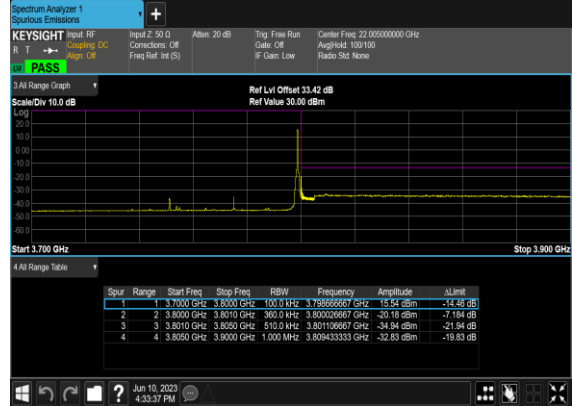 Spectrum Analyzer 1
Spurious Emissions
+
KEYSIGHT Input: RF Input Z: 50 Ω Atten: 20 dB Trig: Free Run Center Freq: 22.005000000 GHz
R T Coupling: DC Corrections: Off Gate: Off Avg|Hold: 100/100
Align: Off Freq Ref: Int (S) IF Gain: Low Radio Std: None
LW PASS
3 All Range Graph
Ref Lvl Offset 33.42 dB
Scale/Div 10.0 dB Ref Value 30.00 dBm
Log
20.0
10.0
0.00
-10.0
-20.0
-30.0
-40.0
-50.0
-60.0
Start 3.700 GHz Stop 3.900 GHz
4 All Range Table
Spur Range Start Freq Stop Freq RBW Frequency Amplitude ΔLimit
1 1 3.7000 GHz 3.8000 GHz 100.0 kHz 3.798666667 GHz 15.54 dBm -14.46 dB
2 2 3.8000 GHz 3.8010 GHz 360.0 kHz 3.800026667 GHz -20.18 dBm -7.184 dB
3 3 3.8010 GHz 3.8050 GHz 510.0 kHz 3.801106667 GHz -34.94 dBm -21.94 dB
4 4 3.8050 GHz 3.9000 GHz 1.000 MHz 3.809433333 GHz -32.83 dBm -19.83 dB
? Jun 10, 2023
4:33:37 PM